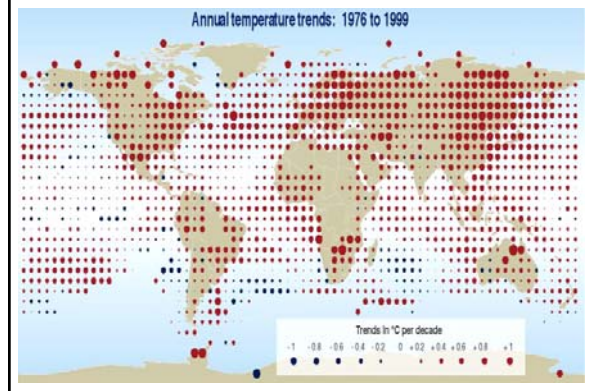 Annual temperature trends: 1976 to 1999
Trends in °C per decade
-1 -0.8 -0.6 -0.4 -0.2 0 +0.2 +0.4 +0.6 +0.8 +1